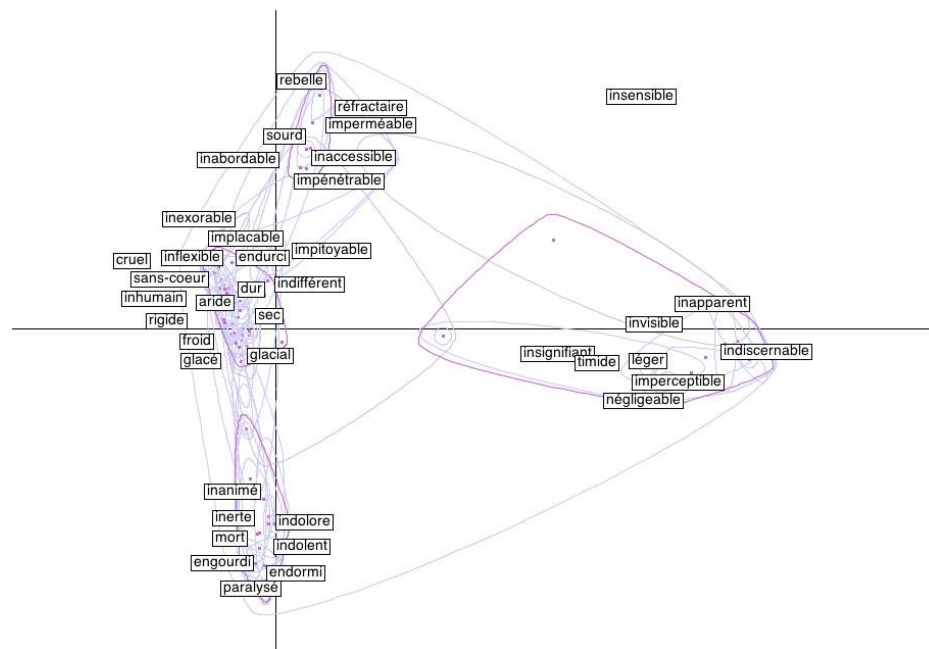 rebelle
insensible
réfractaire
imperméable
sourd
inabordable
inaccessible
impénétrable
inexorable
implacable
impitoyable
cruel
inflexible
endurci
sans-coeur
indifférent
dur
inhumain
aride
inapparent
sec
rigide
invisible
froid
glacé
glacial
insignifiant
timide
léger
indiscernable
imperceptible
négligeable
inanimé
inerte
indolore
mort
indolent
engourdi
endormi
paralysé